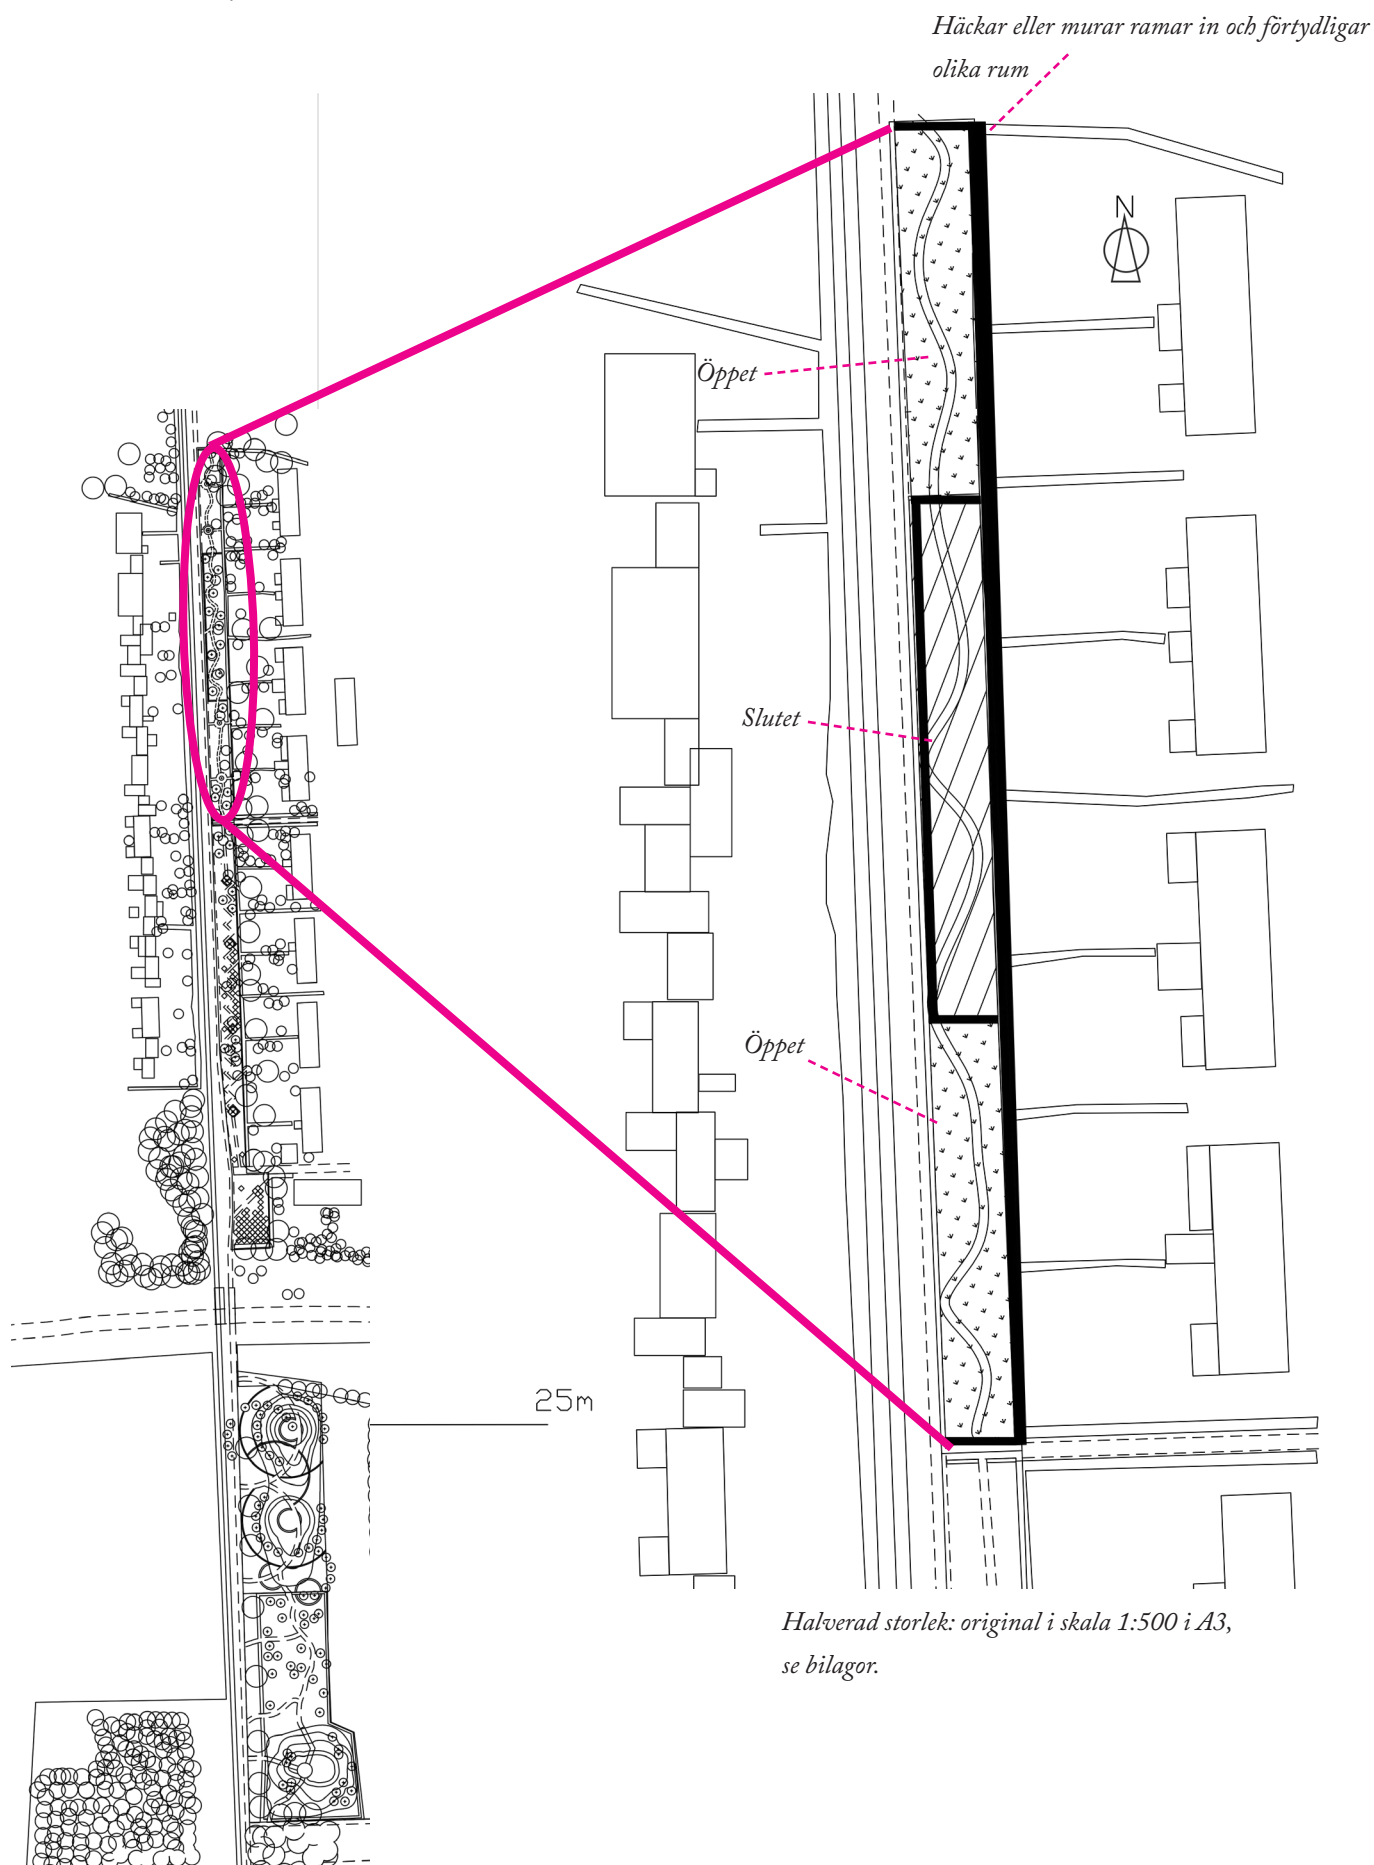 Häckar eller murar ramar in och förtydligar
olika rum
N
Öppet
Slutet
Öppet
25m
Halverad storlek: original i skala 1:500 i A3,
se bilagor.